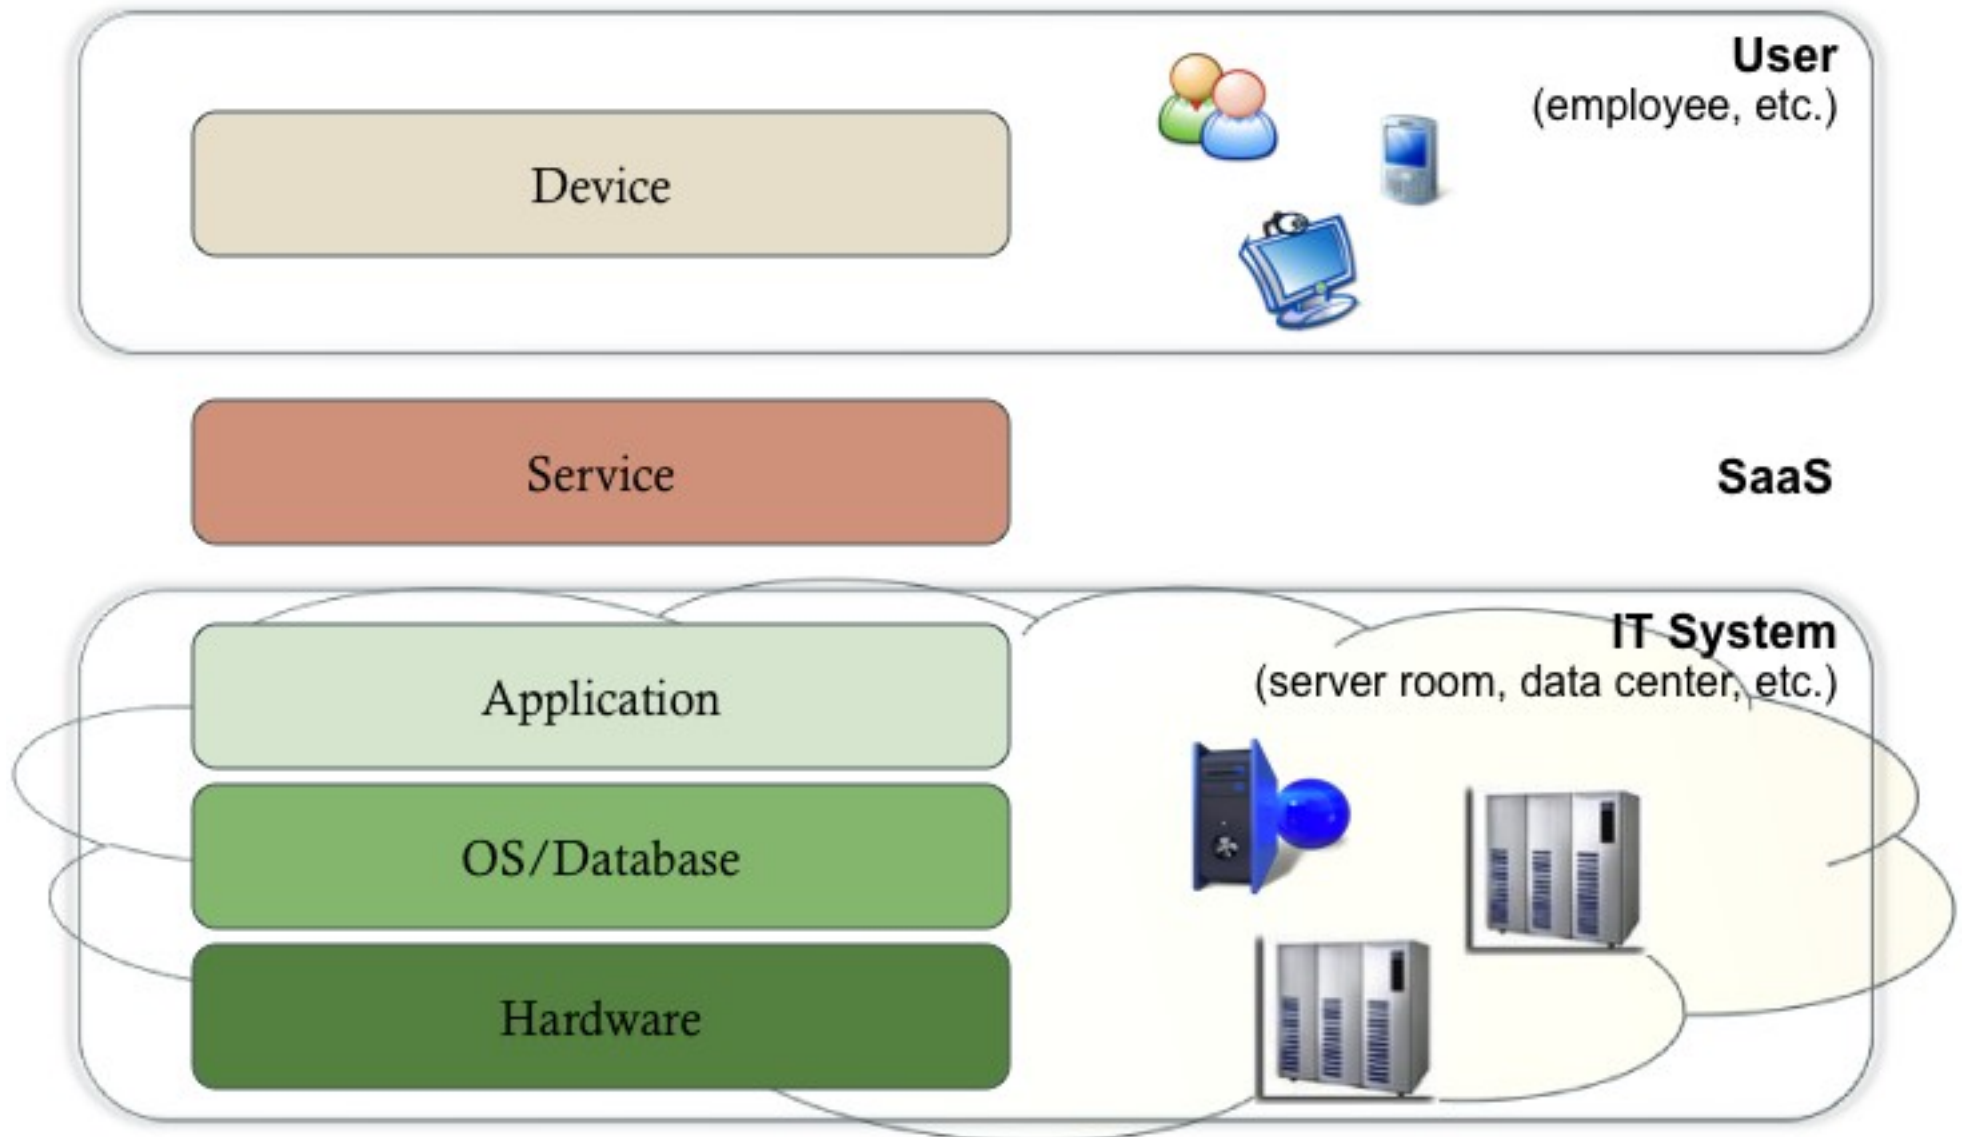 User
(employee, etc.)
Device
Service
SaaS
IT System
(server room, data center, etc.)
Application
OS/Database
Hardware